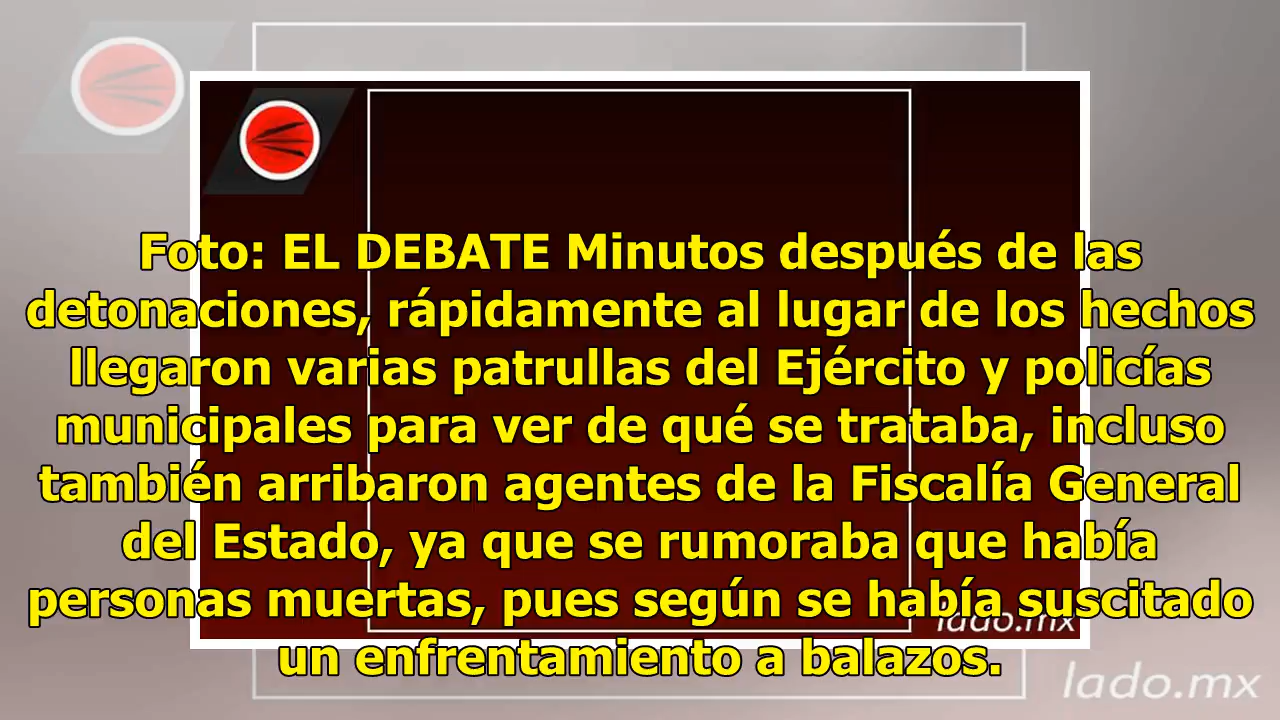 Foto: EL DEBATE Minutos después de las
detonaciones, rápidamente al lugar de los hechos
llegaron varias patrullas del Ejército y policías
municipales para ver de qué se trataba, incluso
también arribaron agentes de la Fiscalía General
del Estado, ya que se rumoraba que había
personas muertas, pues según se había suscitado
un enfrentamiento a balazos.
lado.mx
lado.mx